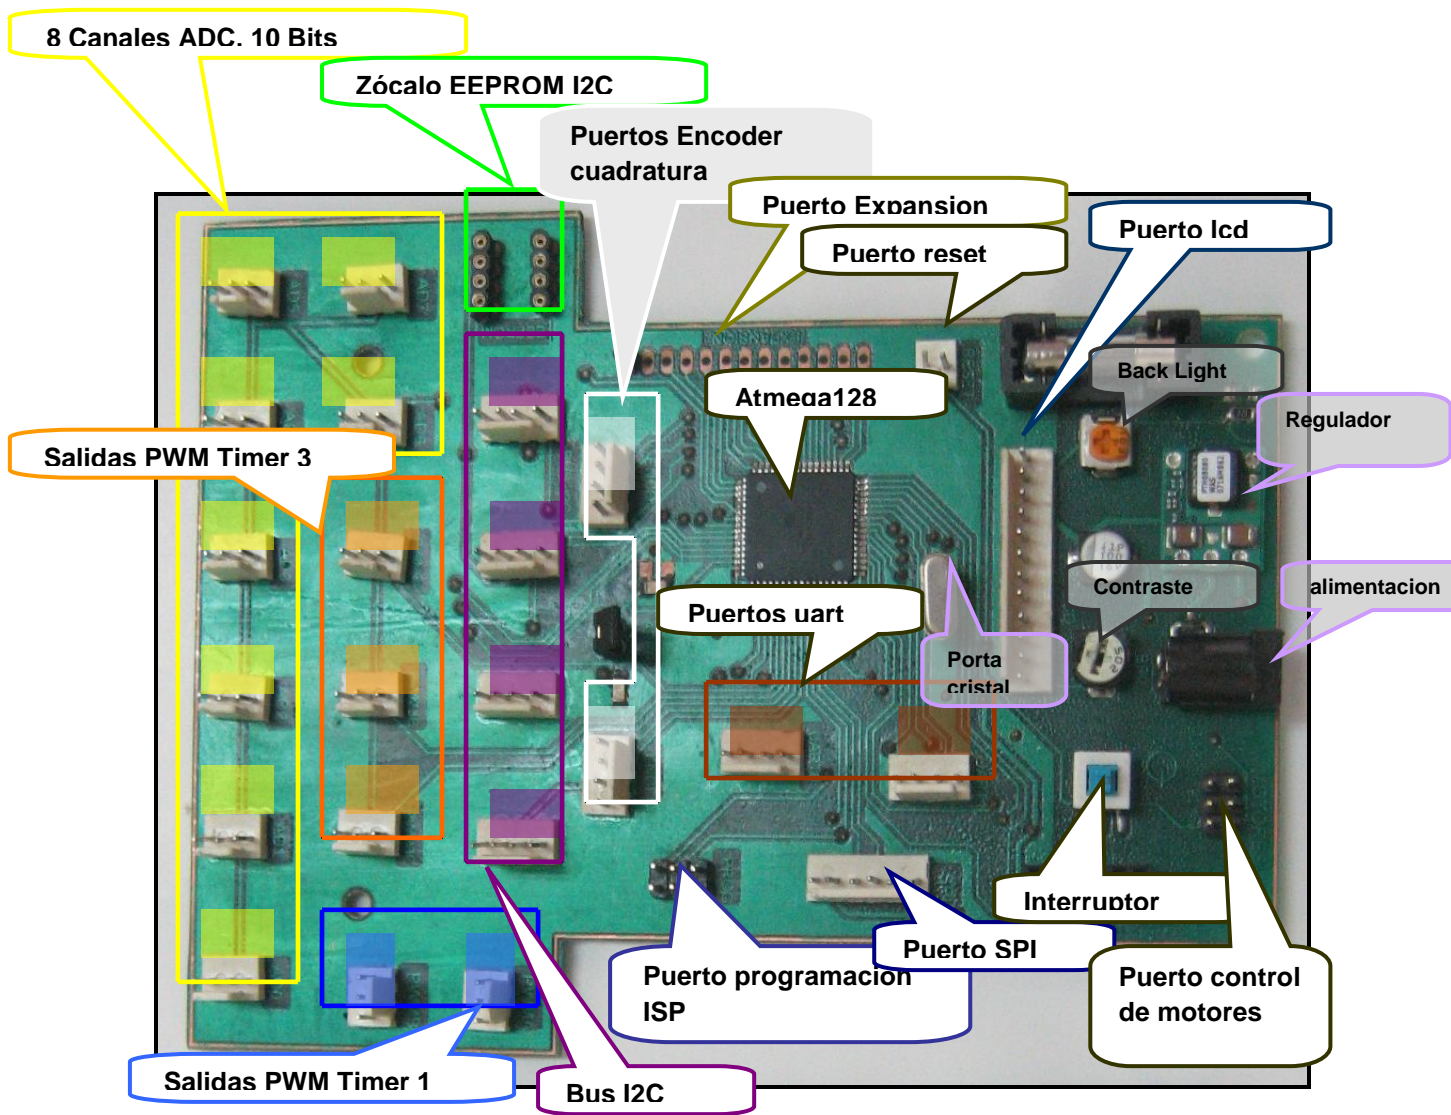 8 Canales ADC. 10 Bits
Zócalo EEPROM I2C
Puertos Encoder
cuadratura
Puerto Expansion
Puerto reset
Puerto lcd
Back Light
Atmega128
Regulador
Salidas PWM Timer 3
Contraste
alimentacion
Puertos uart
Porta
cristal
Interruptor
Puerto SPI
Puerto programación
ISP
Puerto control
de motores
Salidas PWM Timer 1
Bus I2C